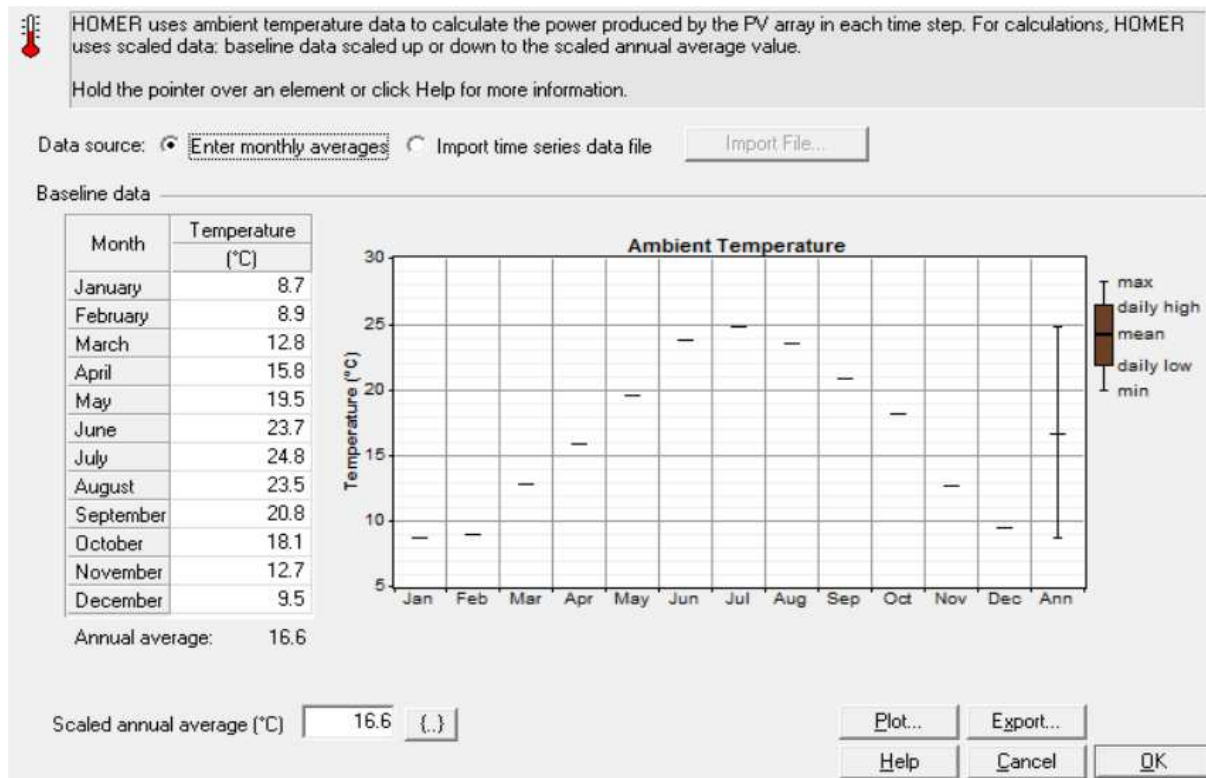 HOMER uses ambient temperature data to calculate the power produced by the PV array in each time step. For calculations, HOMER
uses scaled data: baseline data scaled up or down to the scaled annual average value.
Hold the pointer over an element or click Help for more information.
Data source: Enter monthly averages Import time series data file Import File...
Baseline data
Month Temperature
(°C)
January 8.7
February 8.9
March 12.8
April 15.8
May 19.5
June 23.7
July 24.8
August 23.5
September 20.8
October 18.1
November 12.7
December 9.5
Annual average: 16.6
Ambient Temperature
Temperature (°C)
30
25
20
15
10
5
Jan Feb Mar Apr May Jun Jul Aug Sep Oct Nov Dec Ann
max
daily high
mean
daily low
min
Scaled annual average (°C) 16.6 {..}
Plot... Export...
Help Cancel OK